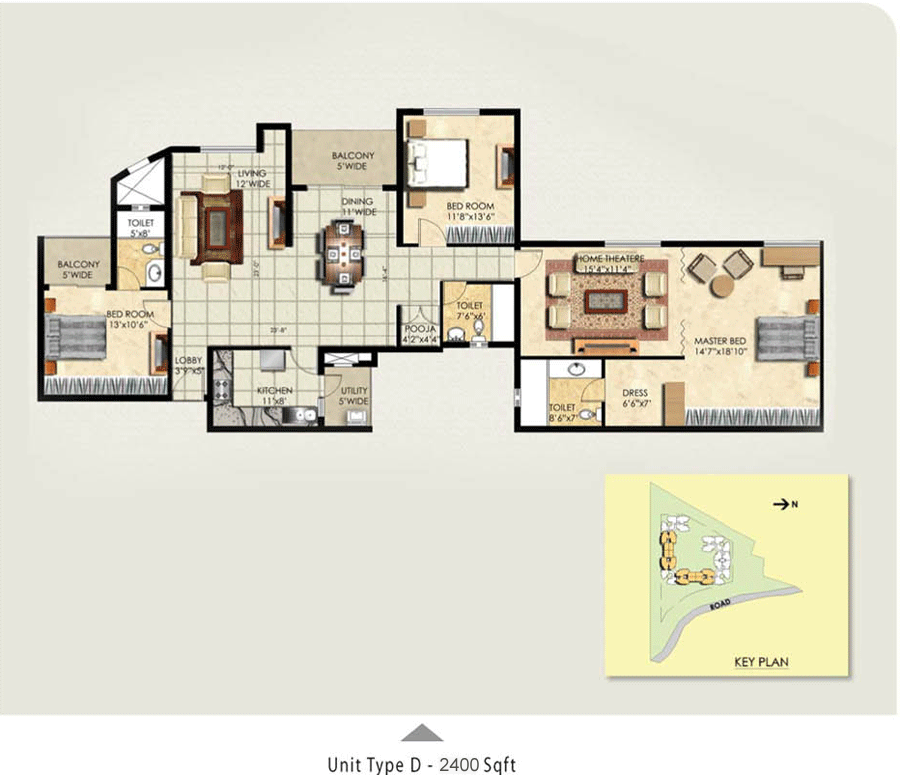 BALCONY
5'WIDE
12'-0"
LIVING
12'WIDE
DINING
11'WIDE
BED ROOM
11'8"x13'6"
TOILET
5'x8'
BALCONY
5'WIDE
23'-0"
14'-4"
HOME THEATERE
15'4"x11'4"
BED ROOM
13'x10'6"
23'-8"
POOJA
4'2"x4'4"
TOILET
7'6"x6'
MASTER BED
14'7"x18'10"
LOBBY
3'9"x5'
KITCHEN
11'x8'
UTILITY
5'WIDE
TOILET
8'6"x7'
DRESS
6'6"x7'
N
ROAD
KEY PLAN
Unit Type D - 2400 Sqft